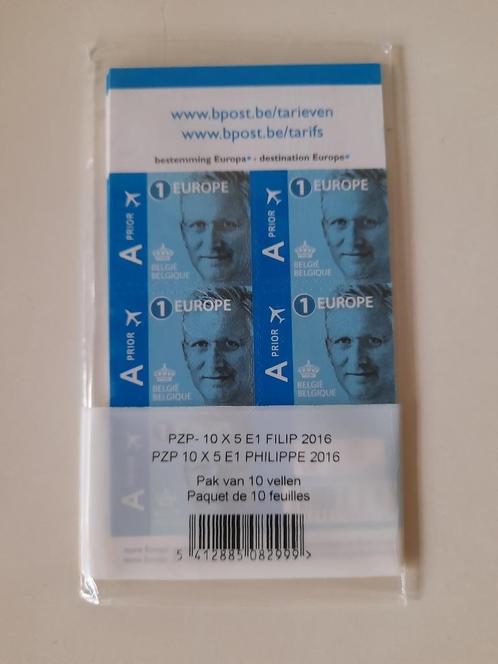 www.bpost.be/tarieven
www.bpost.be/tarifs
bestemming Europa - destination Europe
1 EUROPE
A PRIOR
BELGIË
BELGIQUE
1 EUROPE
A PRIOR
BELGIË
BELGIQUE
1 EUROPE
A PRIOR
BELGIË
BELGIQUE
1 EUROPE
A PRIOR
BELGIË
BELGIQUE
PZP- 10 X 5 E1 FILIP 2016
PZP 10 X 5 E1 PHILIPPE 2016
Pak van 10 vellen
Paquet de 10 feuilles
A
5 412885 082999 >